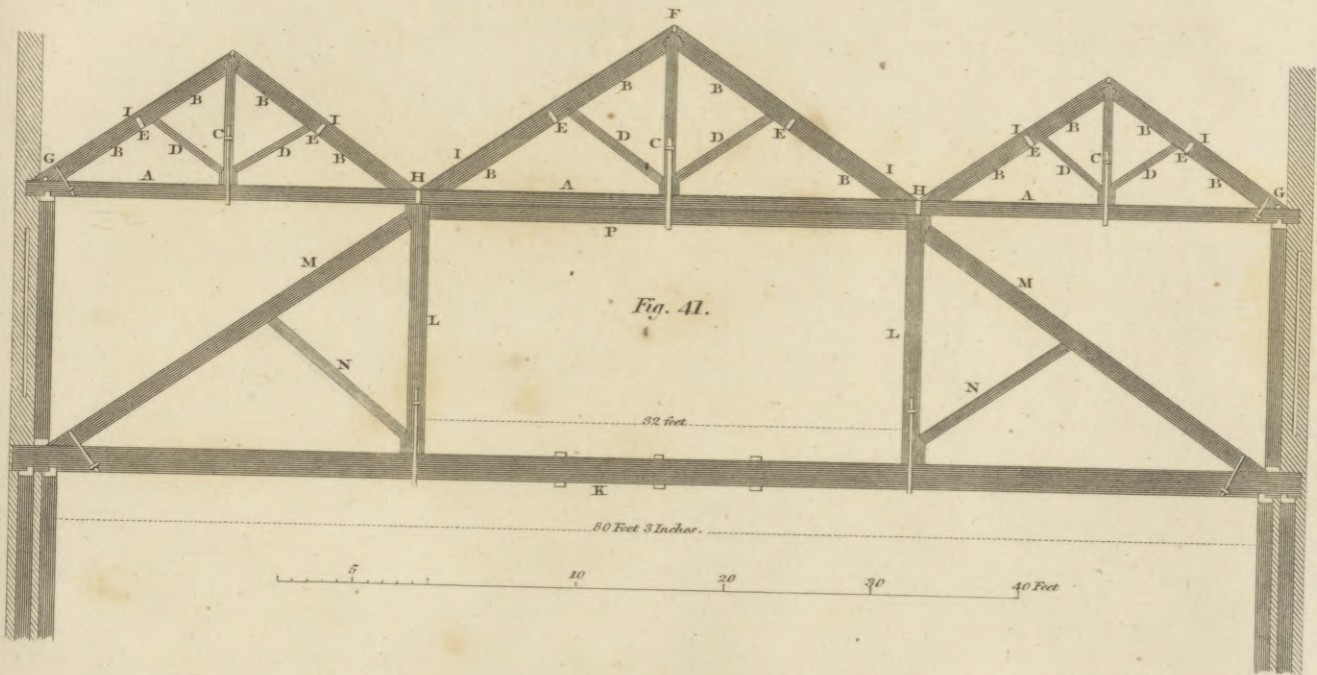 F
B B B B B B
I I E C E D D
E D C D E I I E C E I
G B B I B B I B D D B G
A H A H A
P
M M
Fig. 41.
L L
N N
32 feet
K
80 Feet 3 Inches.
5 10 20 30 40 Feet